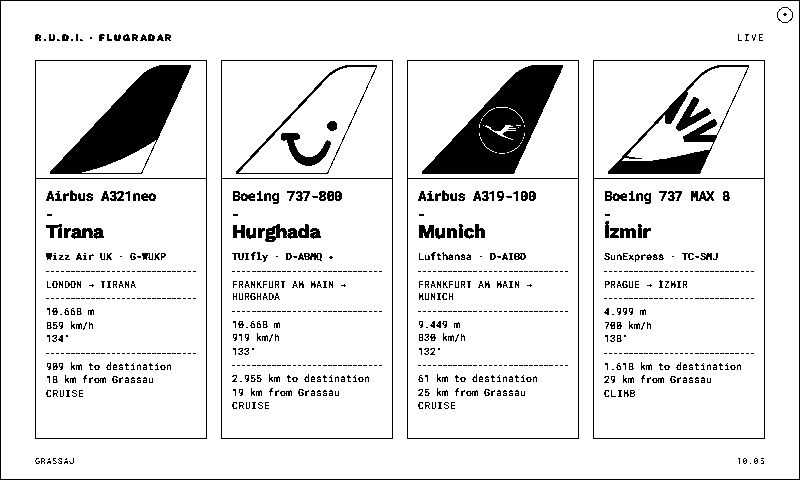 R.U.D.I. · FLUGRADAR
LIVE
Airbus A321neo
-
Tirana
Wizz Air UK · G-WUKP
LONDON → TIRANA
10.668 m
859 km/h
134°
909 km to destination
18 km from Grassau
CRUISE
Boeing 737-800
-
Hurghada
TUIfly · D-ABMQ ✦
FRANKFURT AM MAIN →
HURGHADA
10.668 m
919 km/h
133°
2.955 km to destination
19 km from Grassau
CRUISE
Airbus A319-100
-
Munich
Lufthansa · D-AIBD
FRANKFURT AM MAIN →
MUNICH
9.449 m
830 km/h
132°
61 km to destination
25 km from Grassau
CRUISE
Boeing 737 MAX 8
-
İzmir
SunExpress · TC-SMJ
PRAGUE → İZMIR
4.999 m
700 km/h
138°
1.618 km to destination
29 km from Grassau
CLIMB
GRASSAU
10:05